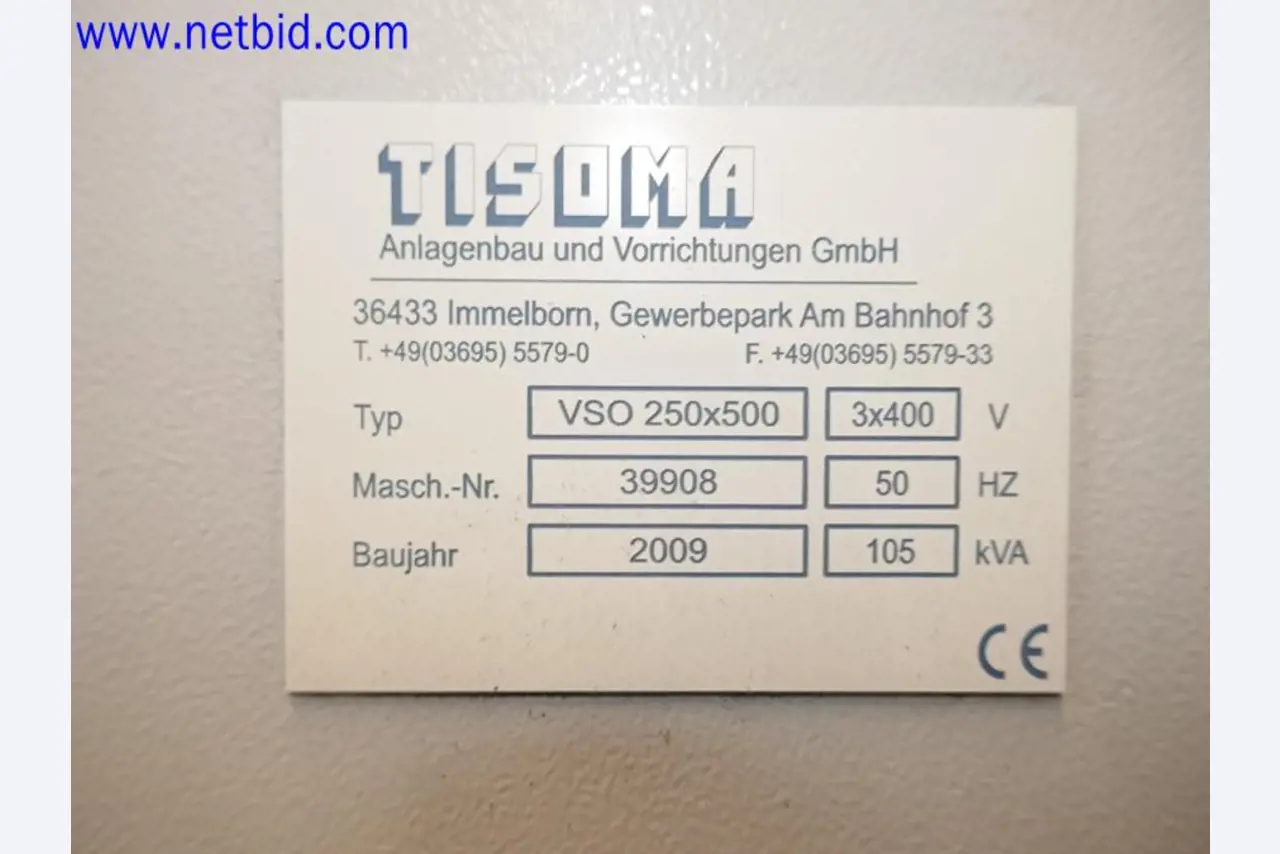 www.netbid.com
TISOMA
Anlagenbau und Vorrichtungen GmbH
36433 Immelborn, Gewerbepark Am Bahnhof 3
T. +49(03695) 5579-0 F. +49(03695) 5579-33
Typ VSO 250x500 3x400 V
Masch.-Nr. 39908 50 HZ
Baujahr 2009 105 kVA
CE